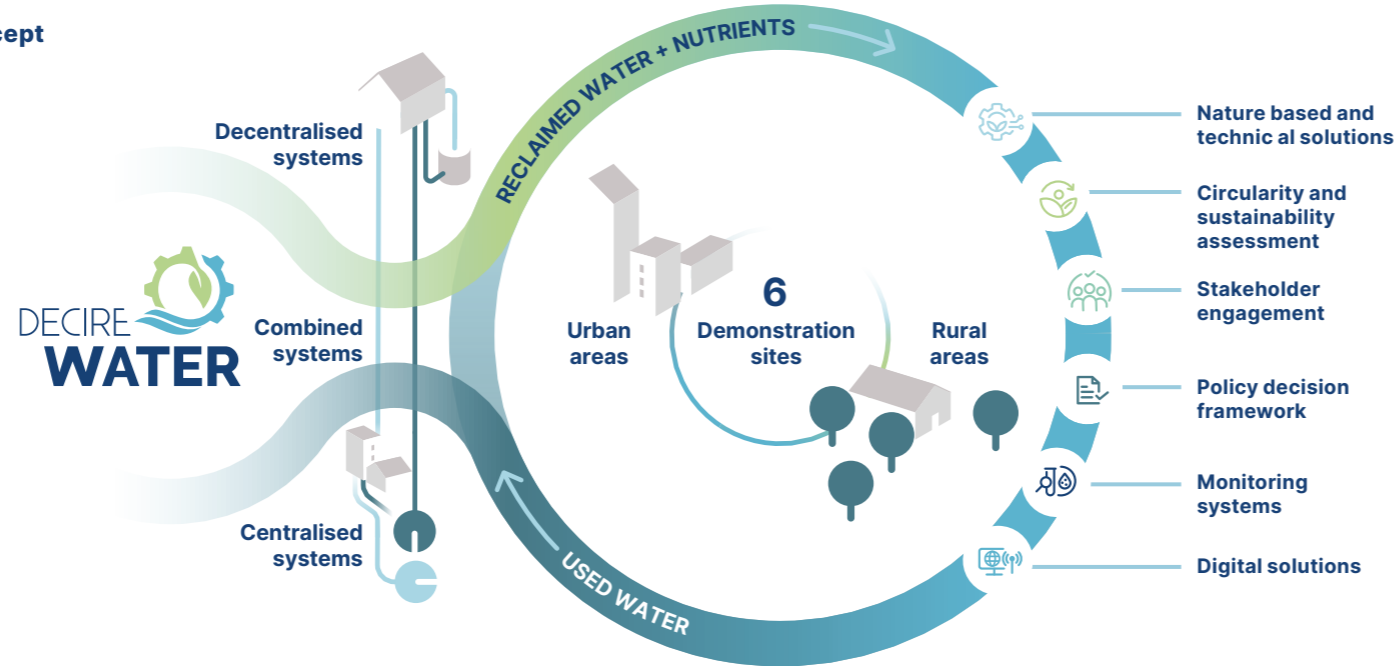 cept
Decentralised
systems
DECIRE
WATER
Combined
systems
Centralised
systems
RECLAIMED WATER + NUTRIENTS
USED WATER
Urban
areas
6
Demonstration
sites
Rural
areas
Nature based and
technic al solutions
Circularity and
sustainability
assessment
Stakeholder
engagement
Policy decision
framework
Monitoring
systems
Digital solutions